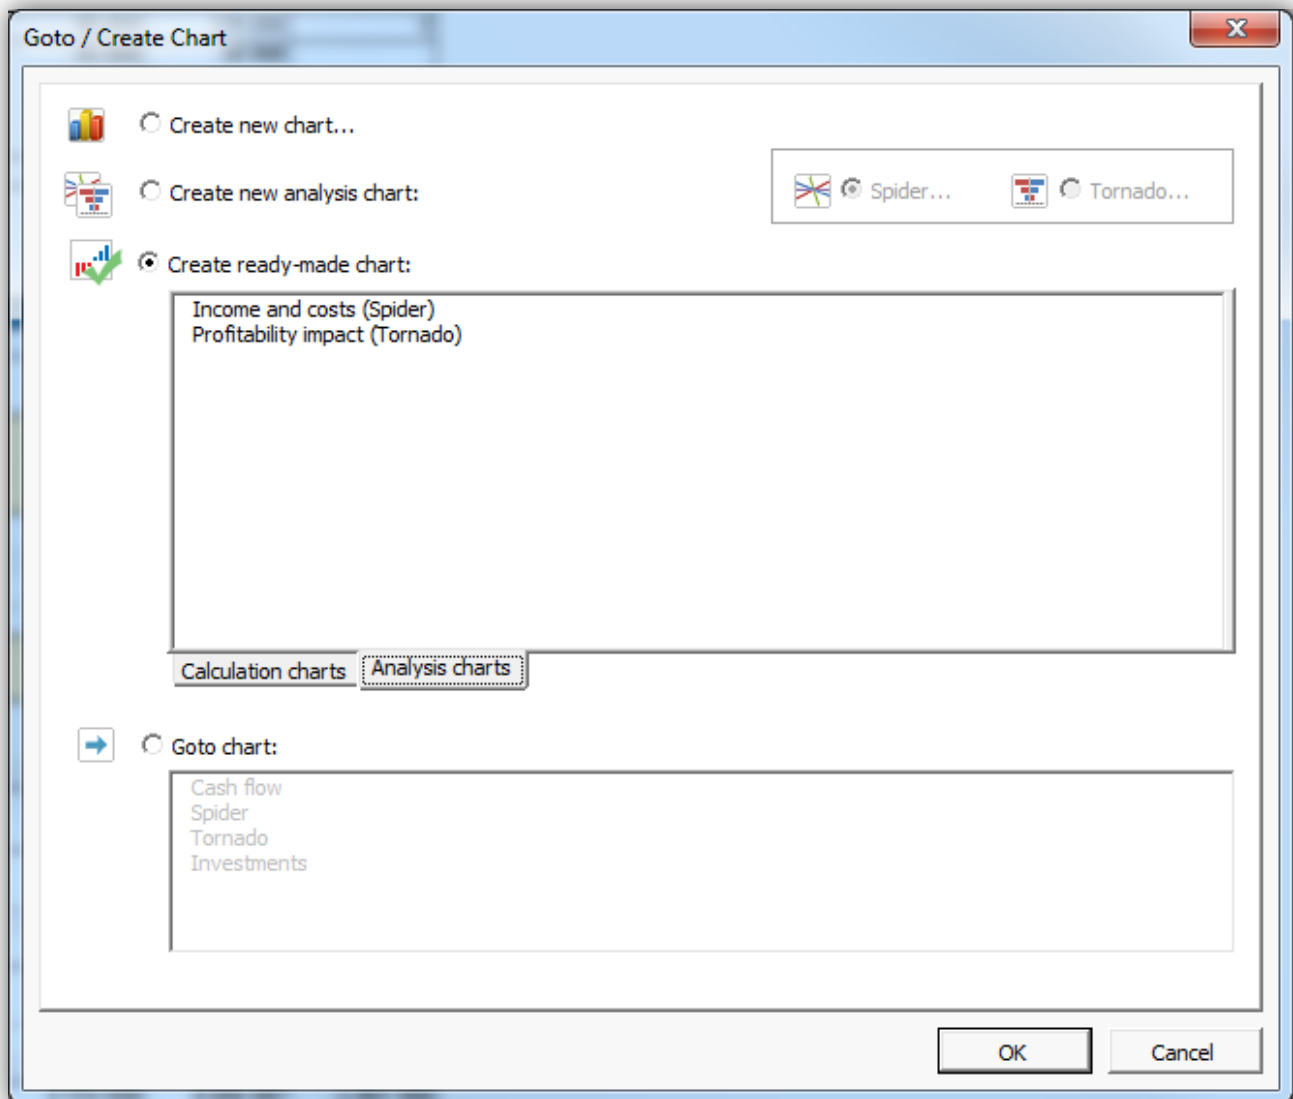 Goto / Create Chart
Create new chart...
Create new analysis chart:
Spider...
Tornado...
Create ready-made chart:
Income and costs (Spider)
Profitability impact (Tornado)
Calculation charts
Analysis charts
Goto chart:
Cash flow
Spider
Tornado
Investments
OK
Cancel